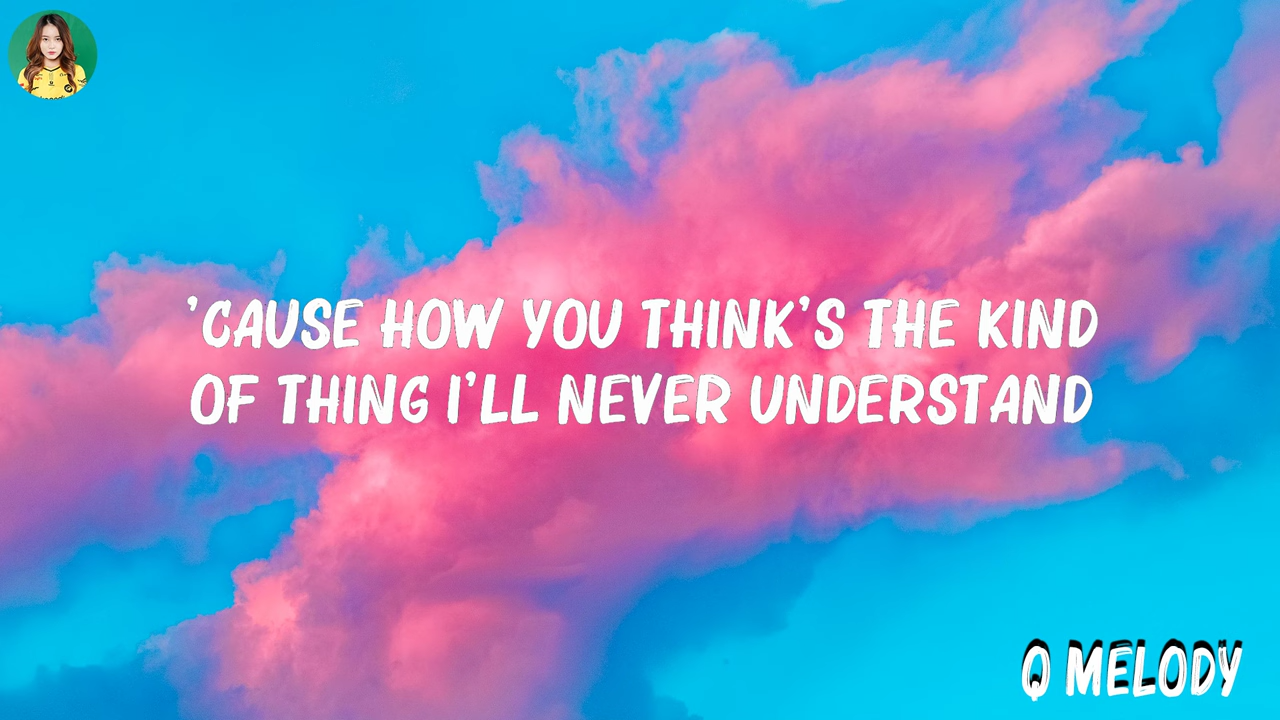 ’CAUSE HOW YOU THINK’S THE KIND
OF THING I’LL NEVER UNDERSTAND
Q MELODY